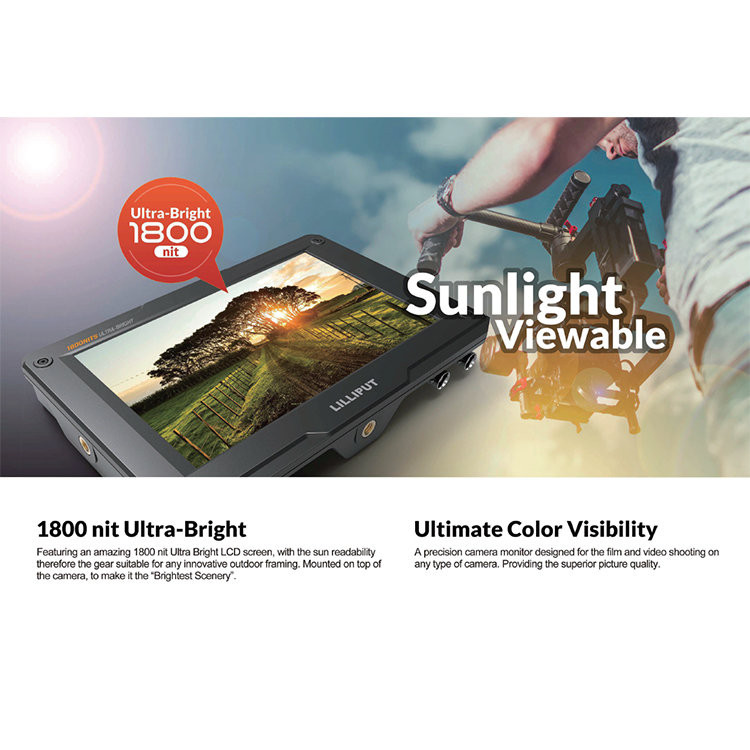 Ultra-Bright
1800
nit
Sunlight
Viewable
1800NITS ULTRA-BRIGHT
LILLIPUT
1800 nit Ultra-Bright
Featuring an amazing 1800 nit Ultra Bright LCD screen, with the sun readability
therefore the gear suitable for any innovative outdoor framing. Mounted on top of
the camera, to make it the “Brightest Scenery”.
Ultimate Color Visibility
A precision camera monitor designed for the film and video shooting on
any type of camera. Providing the superior picture quality.